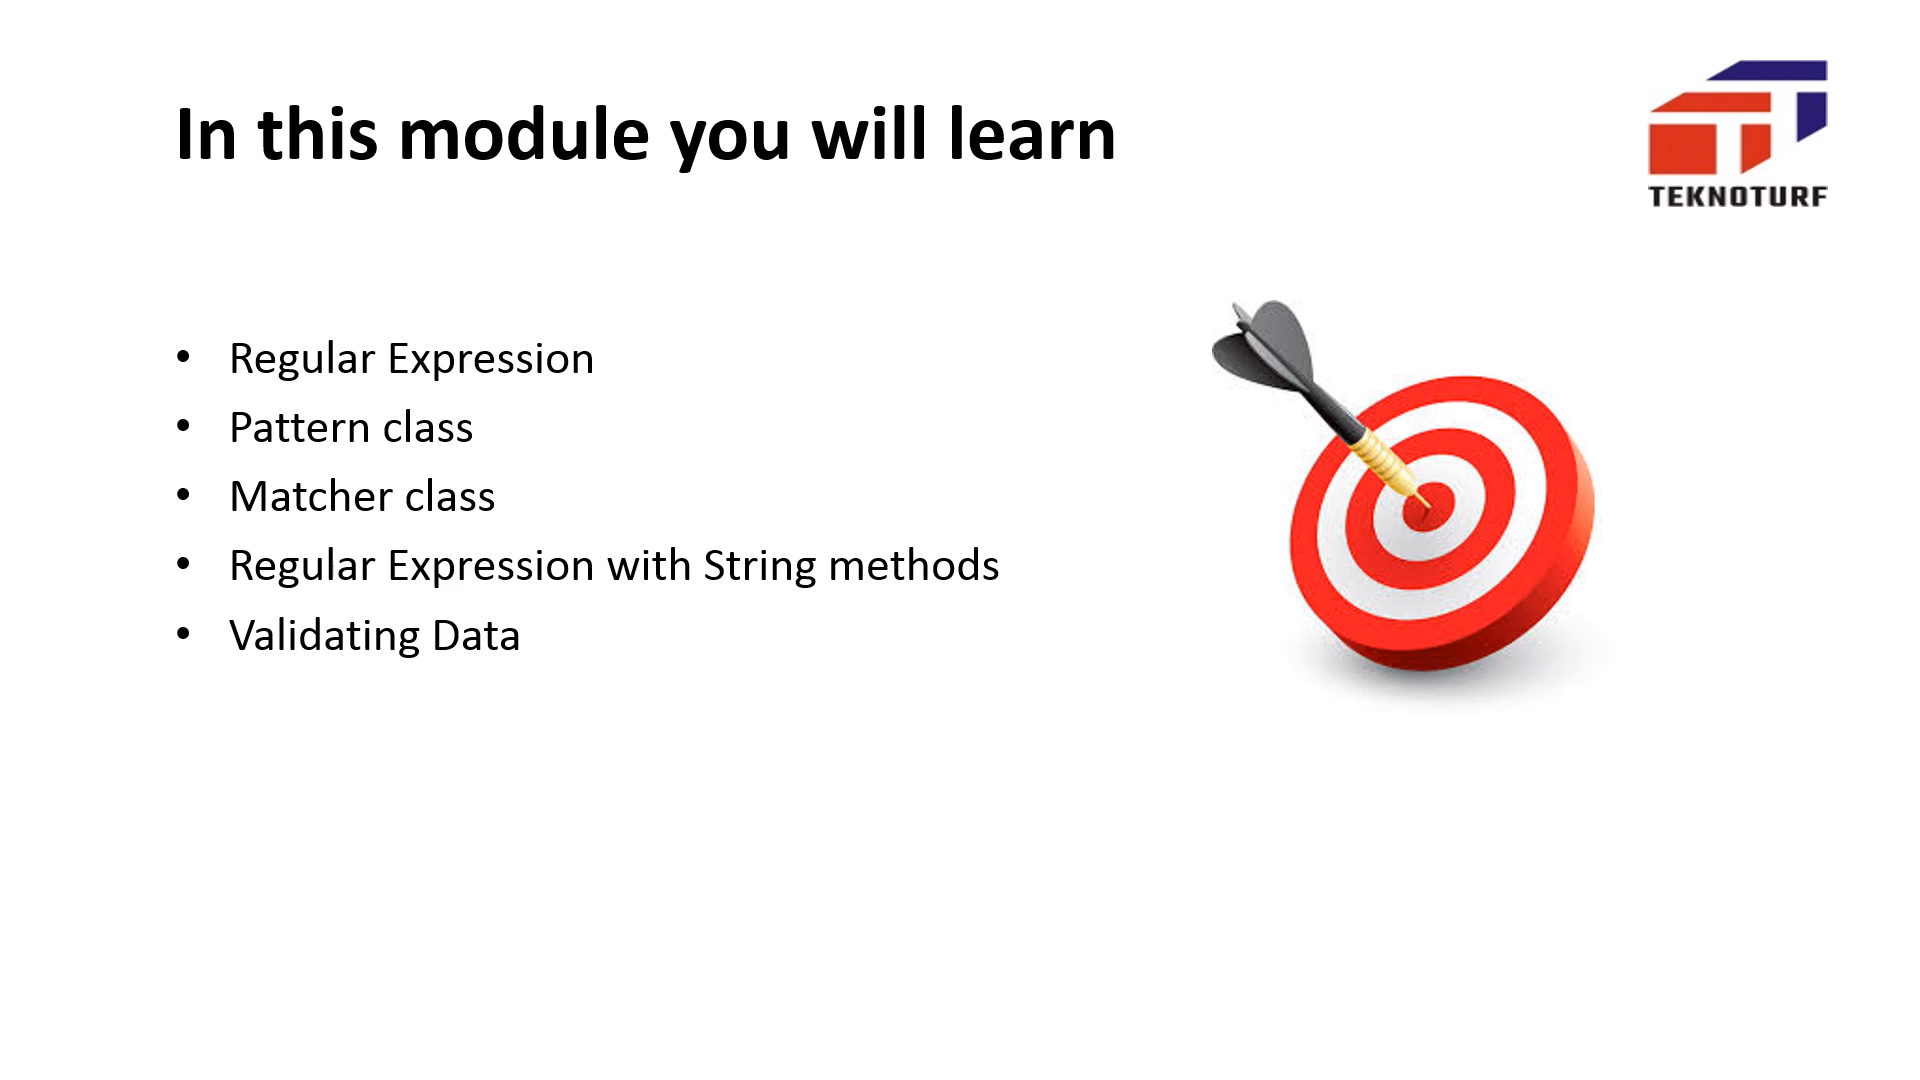 In this module you will learn
TEKNOTURF
• Regular Expression
• Pattern class
• Matcher class
• Regular Expression with String methods
• Validating Data